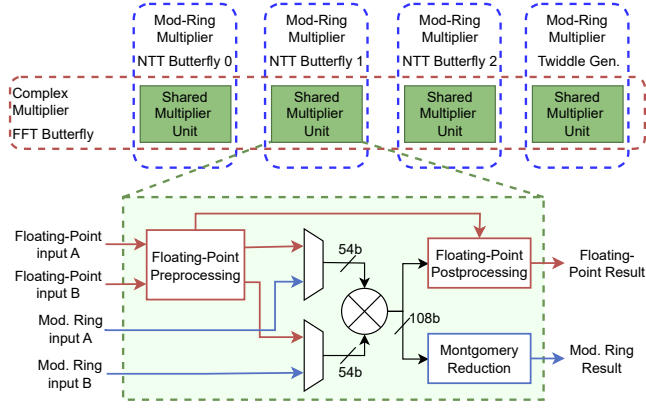 Mod-Ring
Multiplier
NTT Butterfly 0
Mod-Ring
Multiplier
NTT Butterfly 1
Mod-Ring
Multiplier
NTT Butterfly 2
Mod-Ring
Multiplier
Twiddle Gen.
Complex
Multiplier
FFT Butterfly
Shared
Multiplier
Unit
Shared
Multiplier
Unit
Shared
Multiplier
Unit
Shared
Multiplier
Unit
Floating-Point
input A
Floating-Point
input B
Mod. Ring
input A
Mod. Ring
input B
Floating-Point
Preprocessing
54b
54b
108b
Floating-Point
Postprocessing
Montgomery
Reduction
Floating-
Point Result
Mod. Ring
Result